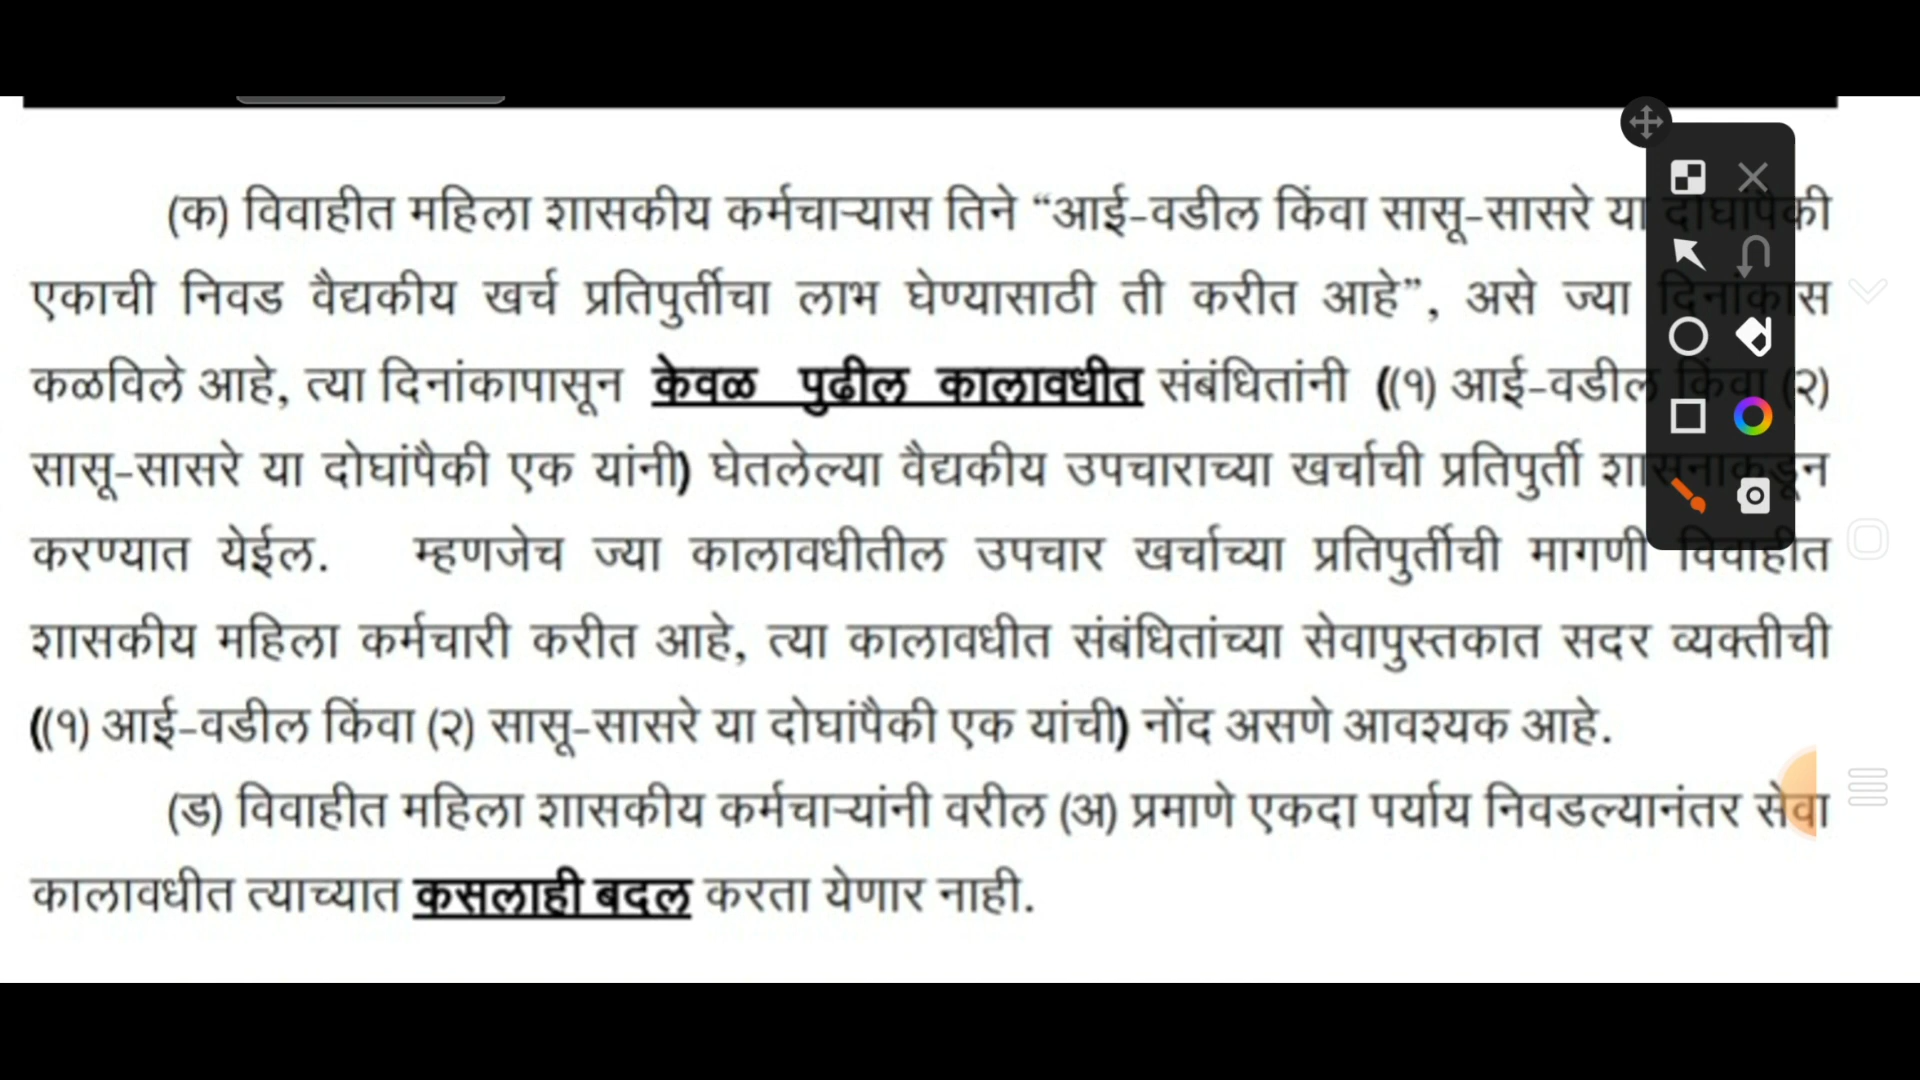 (क) विवाहीत महिला शासकीय कर्मचाऱ्यास तिने “आई-वडील किंवा सासू-सासरे या दोघांपैकी
एकाची निवड वैद्यकीय खर्च प्रतिपुर्तीचा लाभ घेण्यासाठी ती करीत आहे”, असे ज्या दिनांकास
कळविले आहे, त्या दिनांकापासून केवळ पुढील कालावधीत संबंधितांनी ((१) आई-वडील किंवा (२)
सासू-सासरे या दोघांपैकी एक यांनी) घेतलेल्या वैद्यकीय उपचाराच्या खर्चाची प्रतिपुर्ती शासनाकडून
करण्यात येईल. म्हणजेच ज्या कालावधीतील उपचार खर्चाच्या प्रतिपुर्तीची मागणी विवाहीत
शासकीय महिला कर्मचारी करीत आहे, त्या कालावधीत संबंधितांच्या सेवापुस्तकात सदर व्यक्तीची
((१) आई-वडील किंवा (२) सासू-सासरे या दोघांपैकी एक यांची) नोंद असणे आवश्यक आहे.
(ड) विवाहीत महिला शासकीय कर्मचाऱ्यांनी वरील (अ) प्रमाणे एकदा पर्याय निवडल्यानंतर सेवा
कालावधीत त्याच्यात कसलाही बदल करता येणार नाही.